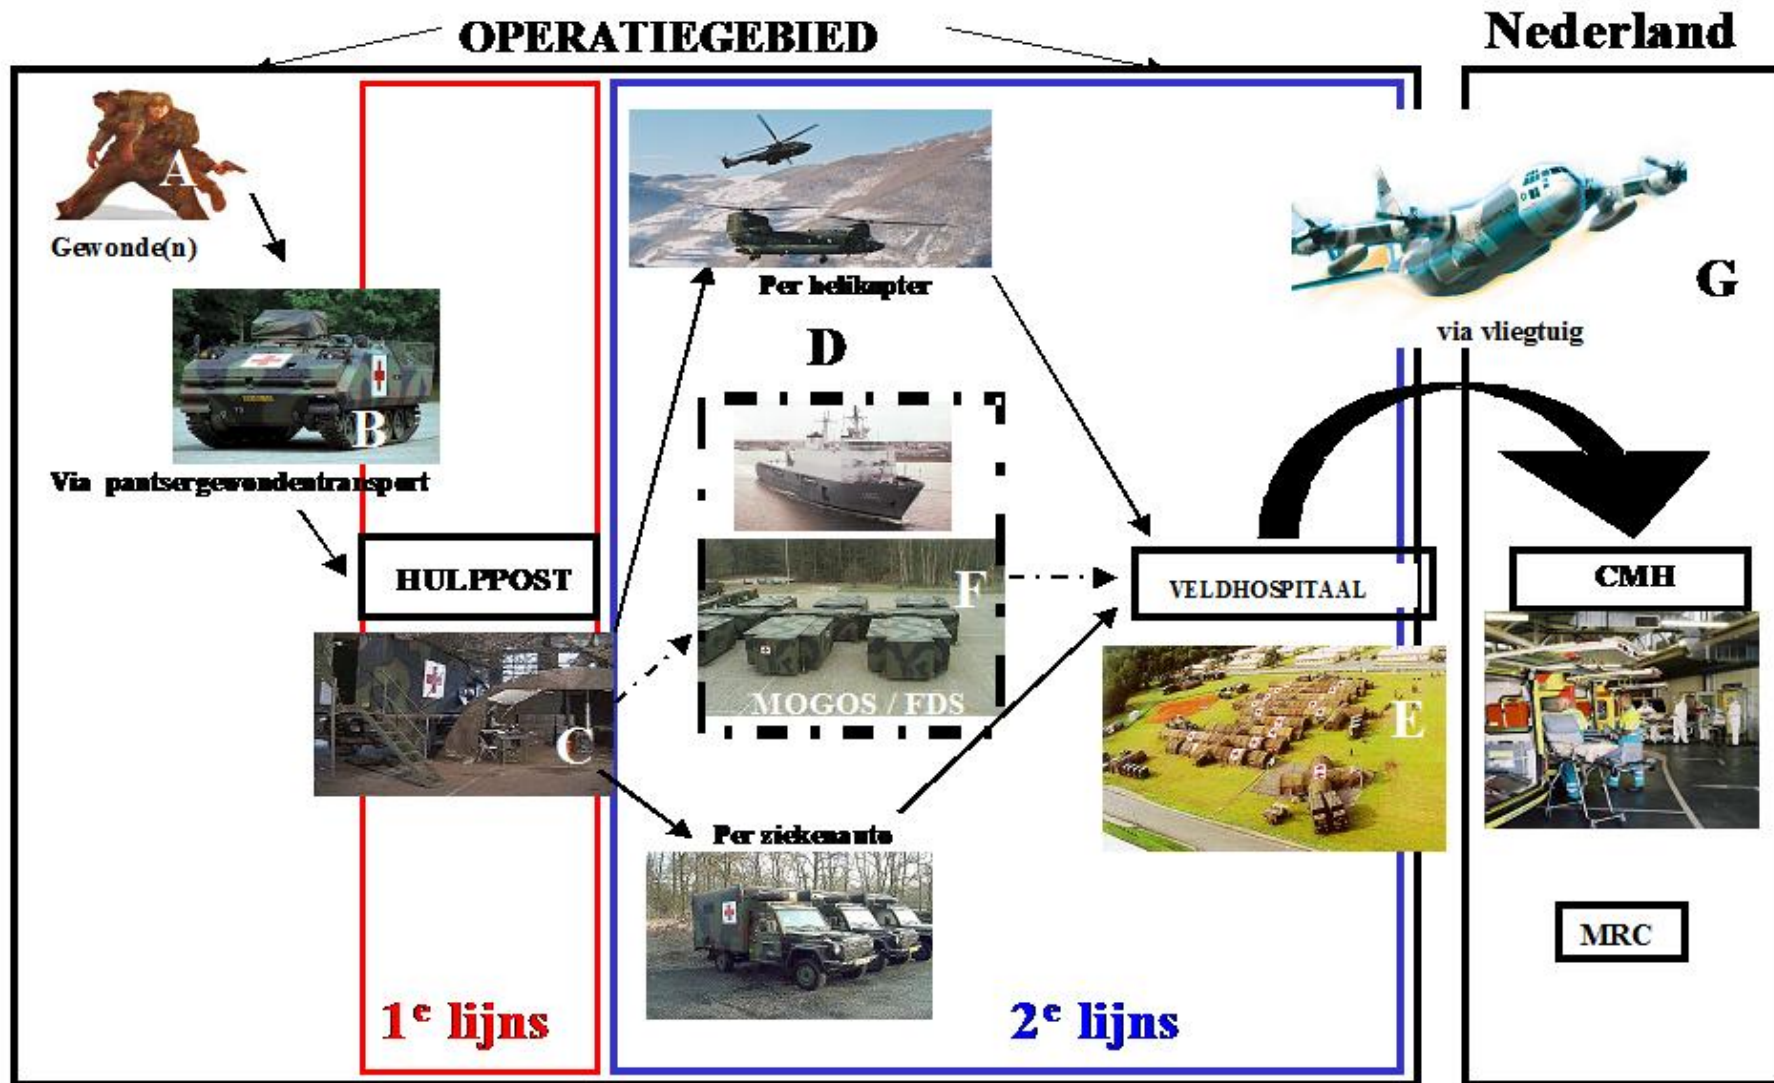 OPERATIEGEBIED
Nederland
A
Gewonde(n)
B
Via pantsergewondentransport
HULPPOST
C
1e lijns
Per helikopter
D
F
MOGOS / FDS
Per ziekenauto
2e lijns
VELDHOSPITAAL
E
G
via vliegtuig
CMH
MRC